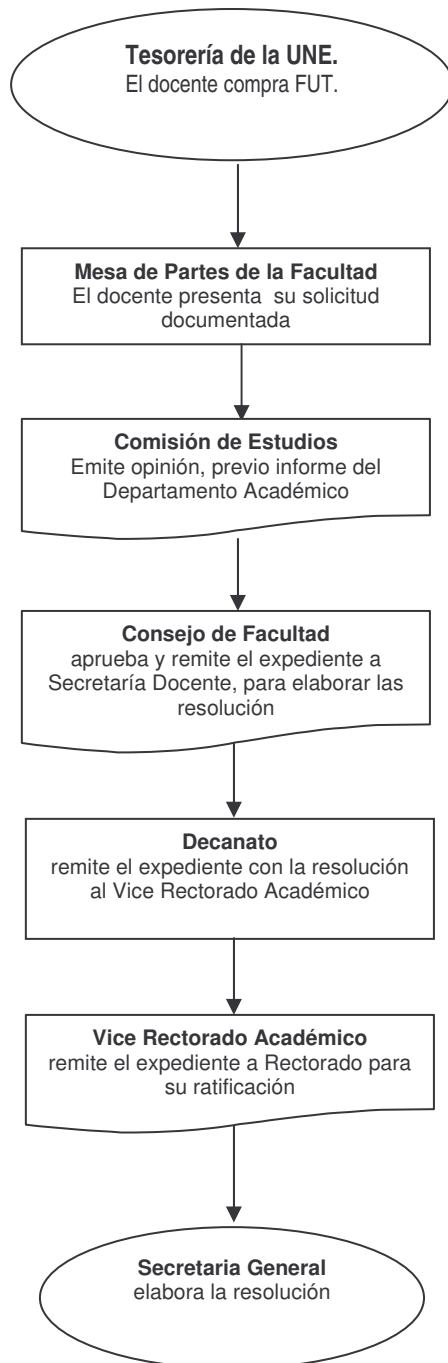 Tesorería de la UNE.
El docente compra FUT.
Mesa de Partes de la Facultad
El docente presenta su solicitud
documentada
Comisión de Estudios
Emite opinión, previo informe del
Departamento Académico
Consejo de Facultad
aprueba y remite el expediente a
Secretaría Docente, para elaborar las
resolución
Decanato
remite el expediente con la resolución
al Vice Rectorado Académico
Vice Rectorado Académico
remite el expediente a Rectorado para
su ratificación
Secretaria General
elabora la resolución